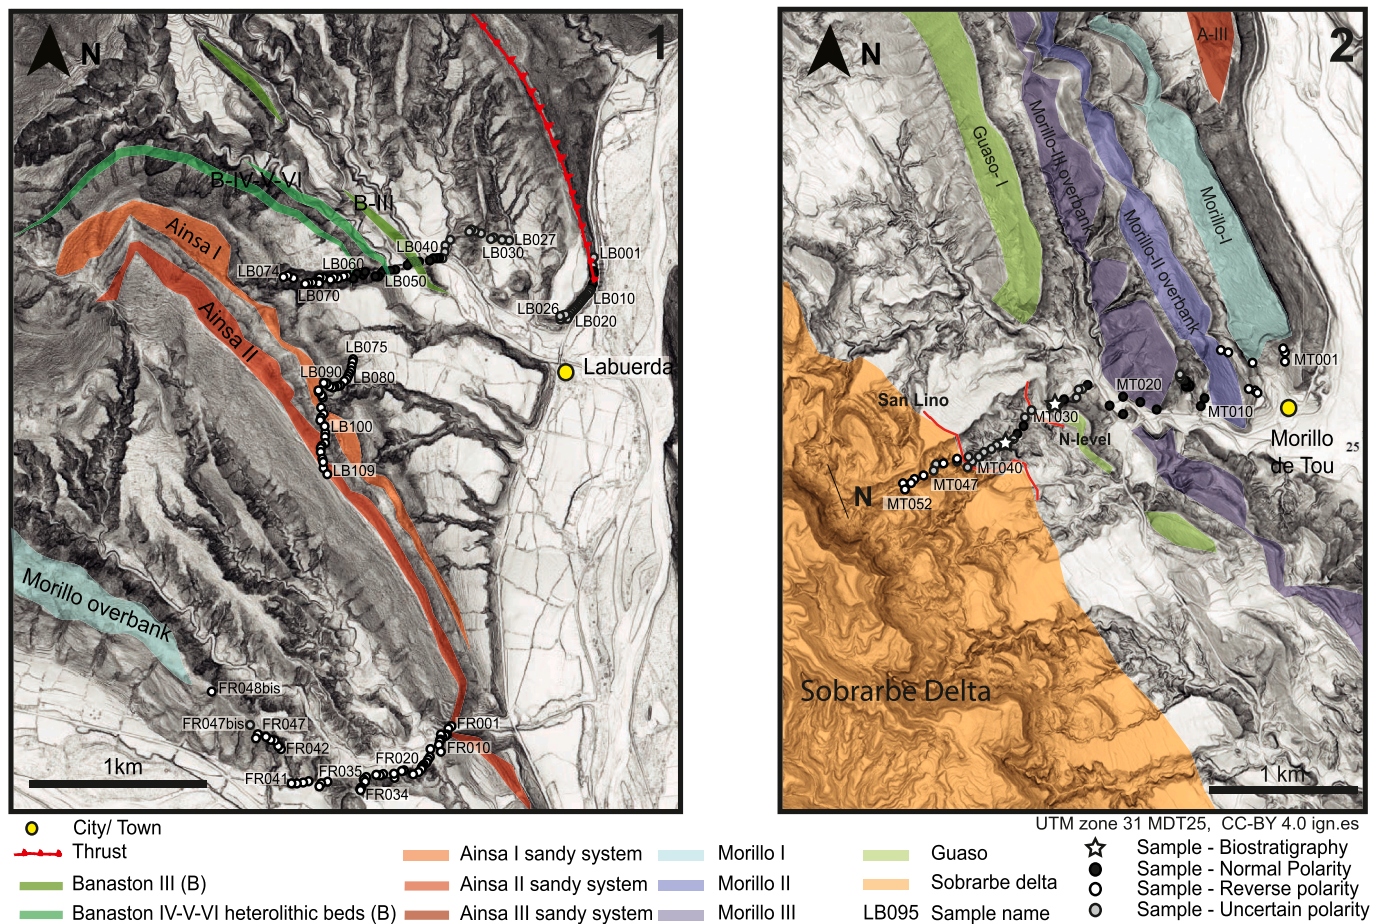 N
1
B-IV-V-VI
B-III
Ainsa I
Ainsa II
LB040
LB027
LB030
LB001
LB074
LB060
LB070
LB050
LB010
LB026
LB020
LB075
LB090
LB080
Labuerda
LB100
LB109
Morillo overbank
FR048bis
FR047bis
FR047
FR042
FR001
FR010
FR020
FR041
FR035
FR034
1km
N
2
A-III
Guaso- I
Morillo-III overbank
Morillo-II overbank
Morillo-I
MT001
MT020
MT010
San Lino
MT030
N-level
Morillo
de Tou
25
MT040
MT047
MT052
N
Sobrarbe Delta
1 km
UTM zone 31 MDT25, CC-BY 4.0 ign.es
City/ Town
Thrust
Banaston III (B)
Banaston IV-V-VI heterolithic beds (B)
Ainsa I sandy system
Ainsa II sandy system
Ainsa III sandy system
Morillo I
Morillo II
Morillo III
Guaso
Sobrarbe delta
LB095 Sample name
Sample - Biostratigraphy
Sample - Normal Polarity
Sample - Reverse polarity
Sample - Uncertain polarity